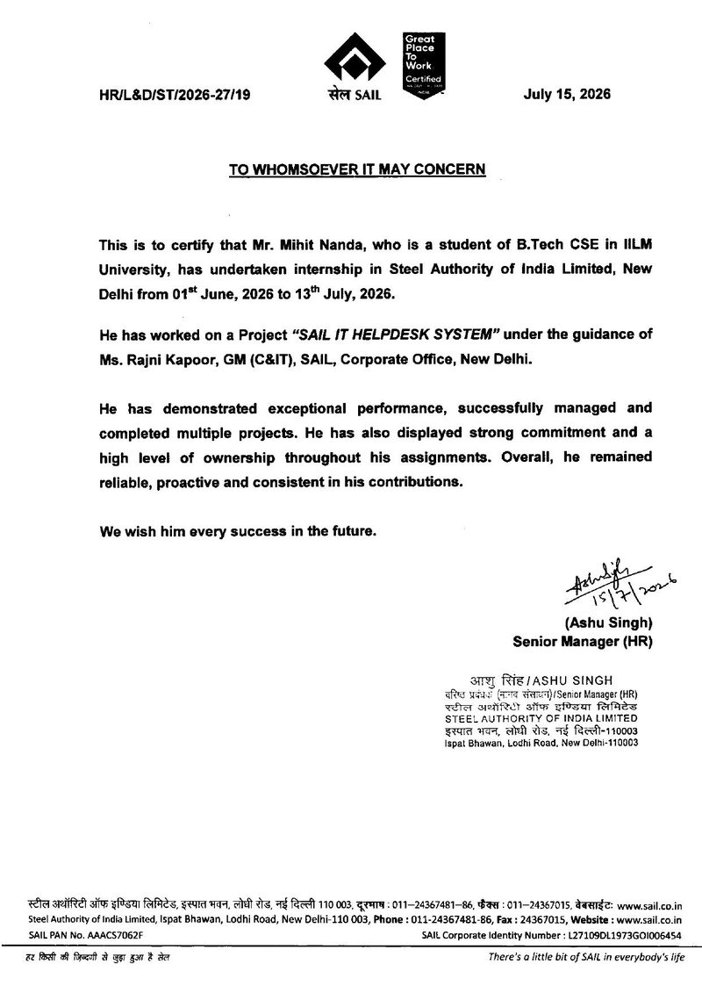 Great
Place
To
Work
Certified
INDIA
सेल SAIL
HR/L&D/ST/2026-27/19
July 15, 2026
TO WHOMSOEVER IT MAY CONCERN
This is to certify that Mr. Mihit Nanda, who is a student of B.Tech CSE in IILM
University, has undertaken internship in Steel Authority of India Limited, New
Delhi from 01st June, 2026 to 13th July, 2026.
He has worked on a Project “SAIL IT HELPDESK SYSTEM” under the guidance of
Ms. Rajni Kapoor, GM (C&IT), SAIL, Corporate Office, New Delhi.
He has demonstrated exceptional performance, successfully managed and
completed multiple projects. He has also displayed strong commitment and a
high level of ownership throughout his assignments. Overall, he remained
reliable, proactive and consistent in his contributions.
We wish him every success in the future.
15/7/2026
(Ashu Singh)
Senior Manager (HR)
आशु सिंह/ASHU SINGH
वरिष्ठ प्रबंधक (मानव संसाधन)/Senior Manager (HR)
स्टील अथॉरिटी ऑफ इण्डिया लिमिटेड
STEEL AUTHORITY OF INDIA LIMITED
इस्पात भवन, लोधी रोड, नई दिल्ली-110003
Ispat Bhawan, Lodhi Road, New Delhi-110003
स्टील अथॉरिटी ऑफ इण्डिया लिमिटेड, इस्पात भवन, लोधी रोड, नई दिल्ली 110 003, दूरभाष : 011–24367481–86, फैक्स : 011–24367015, वेबसाईट: www.sail.co.in
Steel Authority of India Limited, Ispat Bhawan, Lodhi Road, New Delhi-110 003, Phone : 011-24367481-86, Fax : 24367015, Website : www.sail.co.in
SAIL PAN No. AAACS7062F
SAIL Corporate Identity Number : L27109DL1973GOI006454
हर किसी की ज़िन्दगी से जुड़ा हुआ है सेल
There's a little bit of SAIL in everybody's life